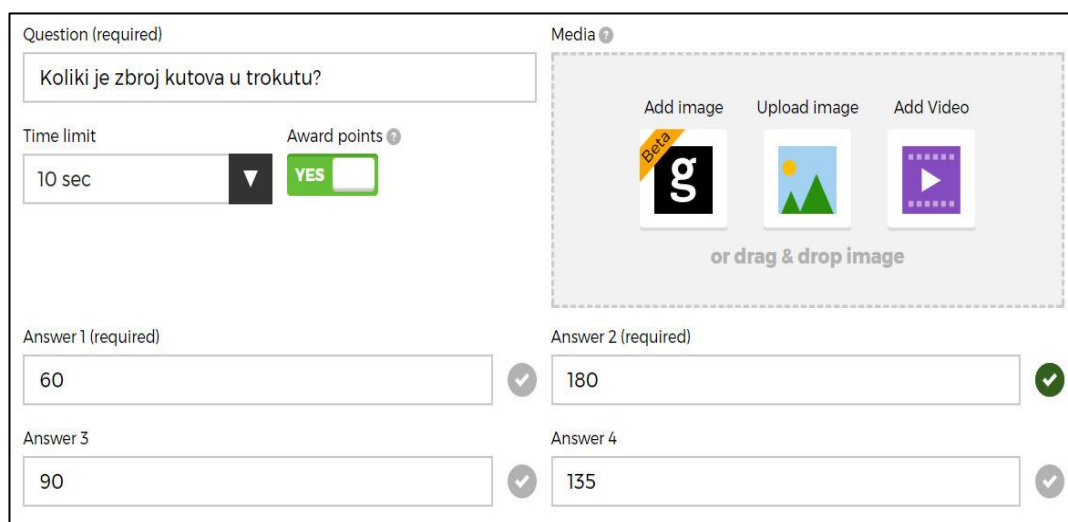 Question (required)
Koliki je zbroj kutova u trokutu?
Time limit
10 sec
Award points ?
YES
Media ?
Add image
Upload image
Add Video
Beta
g
or drag & drop image
Answer 1 (required)
60
Answer 2 (required)
180
Answer 3
90
Answer 4
135